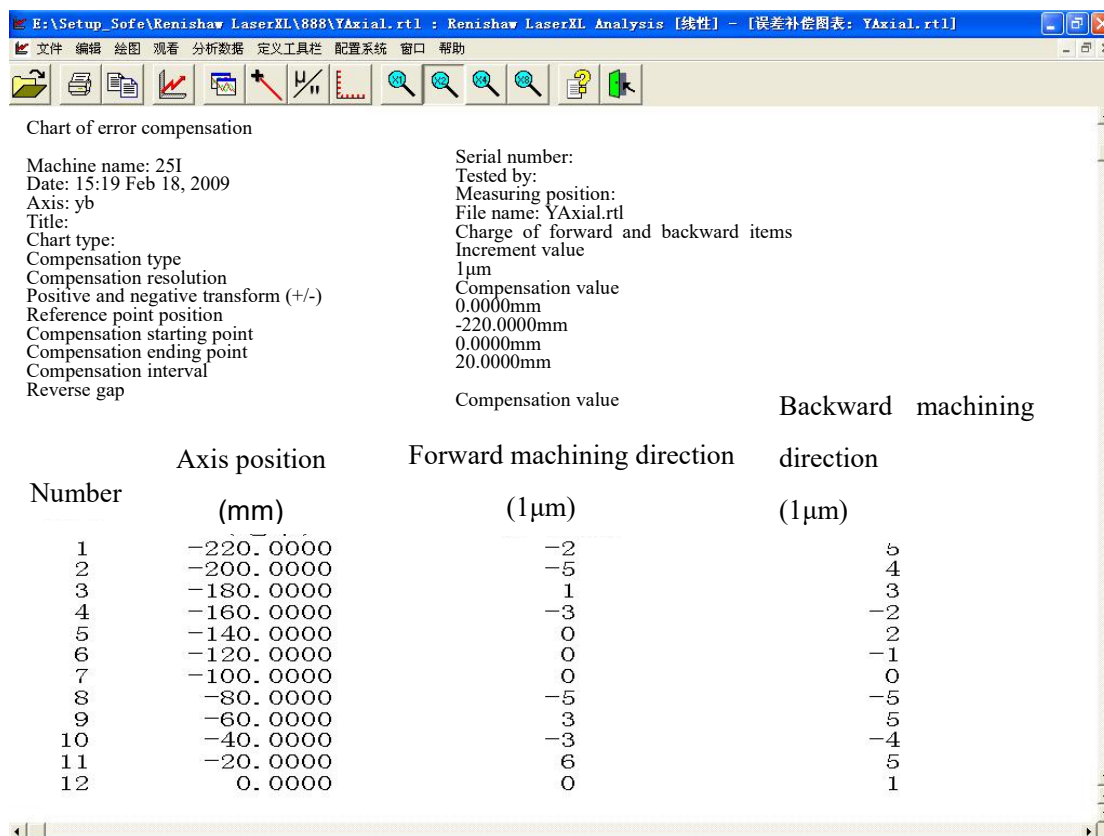 E:\Setup_Sofe\Renishaw LaserXL\888\YAxial.rtl : Renishaw LaserXL Analysis [线性] - [误差补偿图表: YAxial.rtl]
文件 编辑 绘图 观看 分析数据 定义工具栏 配置系统 窗口 帮助
X1 X2 X4 X8
Chart of error compensation
Machine name: 25I
Date: 15:19 Feb 18, 2009
Axis: yb
Title:
Chart type:
Compensation type
Compensation resolution
Positive and negative transform (+/-)
Reference point position
Compensation starting point
Compensation ending point
Compensation interval
Reverse gap
Serial number:
Tested by:
Measuring position:
File name: YAxial.rtl
Charge of forward and backward items
Increment value
1μm
Compensation value
0.0000mm
-220.0000mm
0.0000mm
20.0000mm
Compensation value
Number Axis position (mm) Forward machining direction (1μm) Backward machining direction (1μm)
1 -220.0000 -2 5
2 -200.0000 -5 4
3 -180.0000 1 3
4 -160.0000 -3 -2
5 -140.0000 0 2
6 -120.0000 0 -1
7 -100.0000 0 0
8 -80.0000 -5 -5
9 -60.0000 3 5
10 -40.0000 -3 -4
11 -20.0000 6 5
12 0.0000 0 1